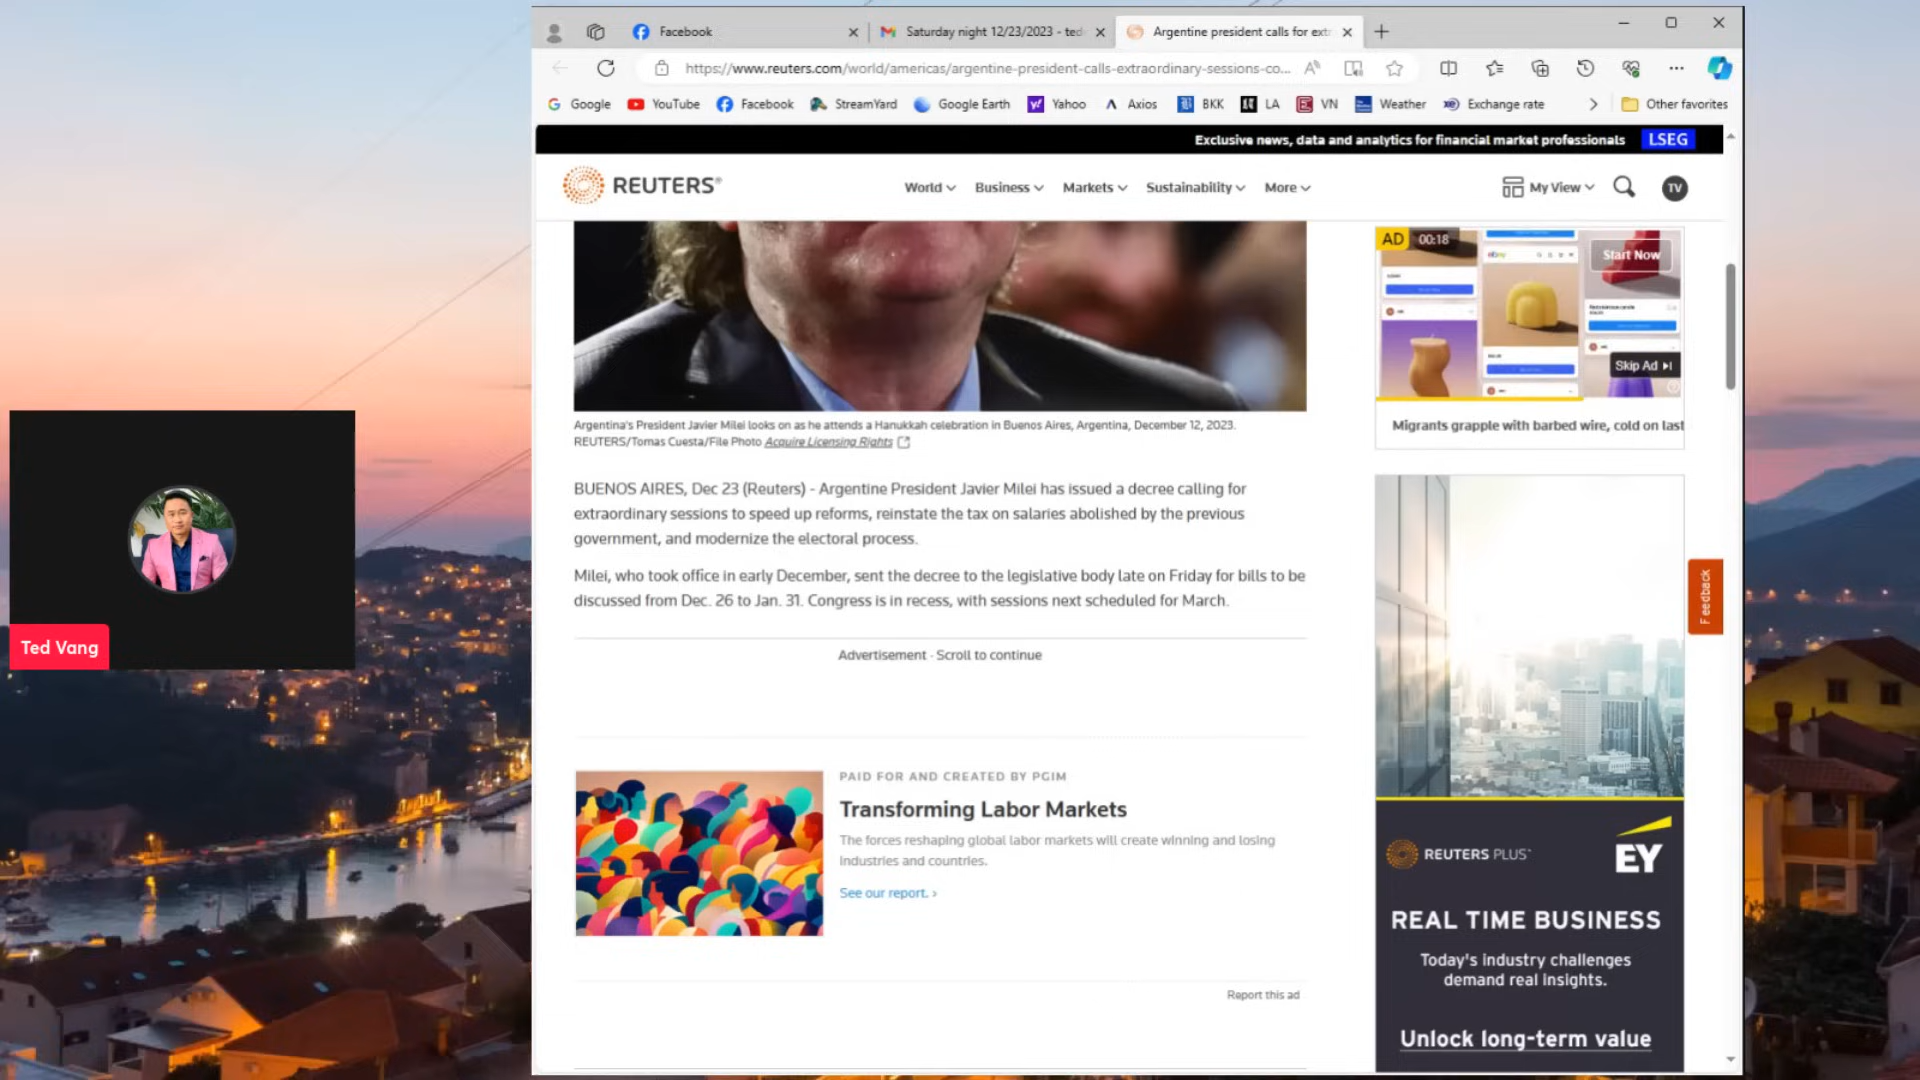 Facebook
Saturday night 12/23/2023 - ted
Argentine president calls for extr
https://www.reuters.com/world/americas/argentine-president-calls-extraordinary-sessions-co...
Google YouTube Facebook StreamYard Google Earth Yahoo Axios BKK LA VN Weather Exchange rate Other favorites
Exclusive news, data and analytics for financial market professionals LSEG
REUTERS®
World Business Markets Sustainability More
My View
TV
AD 00:18
ebay
Start Now
Skip Ad
Migrants grapple with barbed wire, cold on last
Argentina's President Javier Milei looks on as he attends a Hanukkah celebration in Buenos Aires, Argentina, December 12, 2023.
REUTERS/Tomas Cuesta/File Photo Acquire Licensing Rights
BUENOS AIRES, Dec 23 (Reuters) - Argentine President Javier Milei has issued a decree calling for
extraordinary sessions to speed up reforms, reinstate the tax on salaries abolished by the previous
government, and modernize the electoral process.
Milei, who took office in early December, sent the decree to the legislative body late on Friday for bills to be
discussed from Dec. 26 to Jan. 31. Congress is in recess, with sessions next scheduled for March.
Advertisement · Scroll to continue
PAID FOR AND CREATED BY PGIM
Transforming Labor Markets
The forces reshaping global labor markets will create winning and losing
industries and countries.
See our report. ›
Report this ad
Feedback
REUTERS PLUS
EY
REAL TIME BUSINESS
Today's industry challenges
demand real insights.
Unlock long-term value
Ted Vang